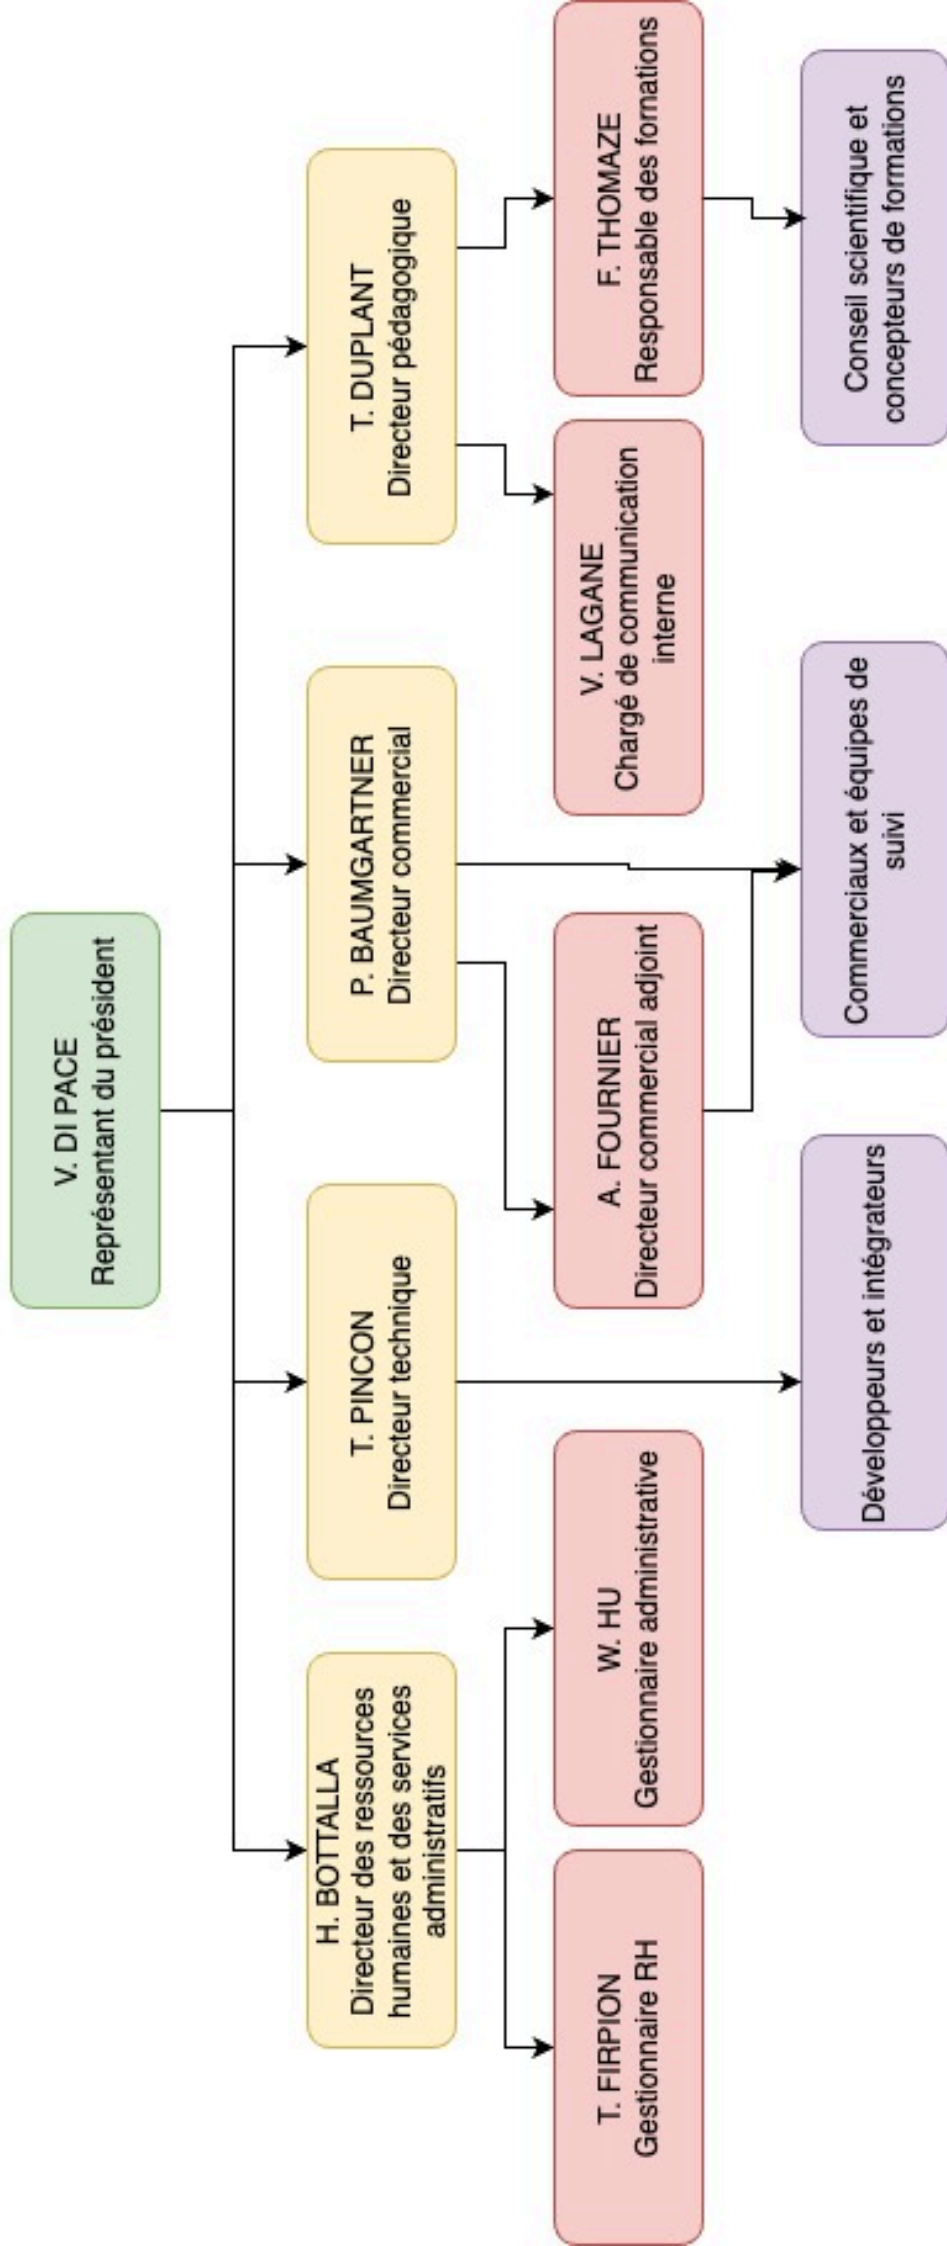 V. DI PACE
Représentant du président
H. BOTTALLA
Directeur des ressources
humaines et des services
administratifs
T. PINCON
Directeur technique
P. BAUMGARTNER
Directeur commercial
T. DUPLANT
Directeur pédagogique
T. FIRPION
Gestionnaire RH
W. HU
Gestionnaire administrative
A. FOURNIER
Directeur commercial adjoint
V. LAGANE
Chargé de communication
interne
F. THOMAZE
Responsable des formations
Développeurs et intégrateurs
Commerciaux et équipes de
suivi
Conseil scientifique et
concepteurs de formations